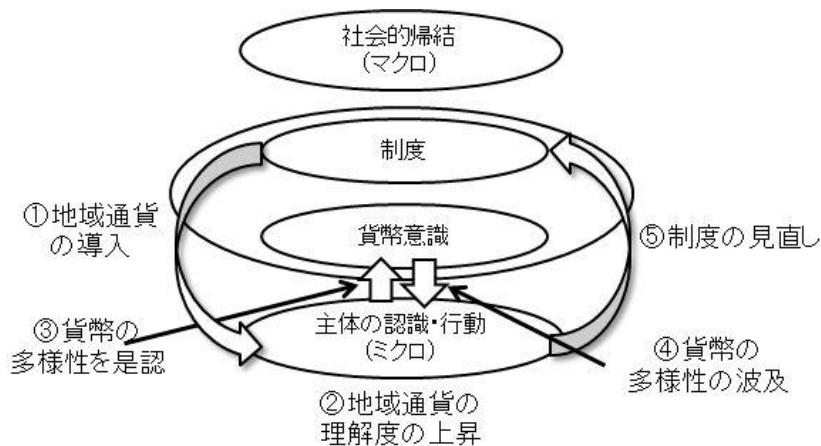 社会的帰結
(マクロ)
制度
①地域通貨
の導入
貨幣意識
⑤制度の見直し
③貨幣の
多様性を是認
主体の認識・行動
(ミクロ)
④貨幣の
多様性の波及
②地域通貨の
理解度の上昇